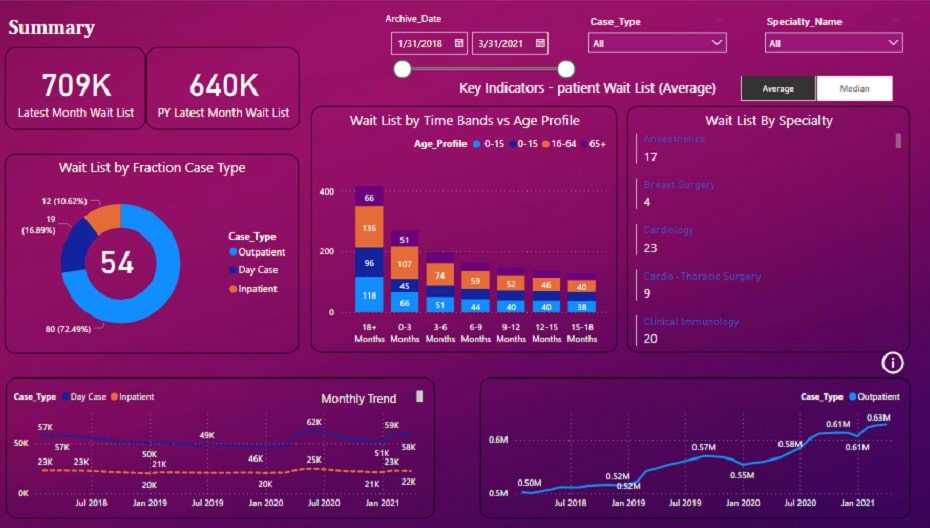 Summary
Archive_Date
1/31/2018
3/31/2021
Case_Type
All
Specialty_Name
All
709K
Latest Month Wait List
640K
PY Latest Month Wait List
Key Indicators - patient Wait List (Average)
Average
Median
Wait List by Fraction Case Type
12 (10.62%)
19
(16.89%)
54
80 (72.49%)
Case_Type
Outpatient
Day Case
Inpatient
Wait List by Time Bands vs Age Profile
Age_Profile 0-15 0-15 16-64 65+
400
200
0
66
136
96
118
51
107
45
66
74
51
59
44
52
40
46
40
40
38
18+ 0-3 3-6 6-9 9-12 12-15 15-18
Months Months Months Months Months Months Months
Wait List By Specialty
Anaesthetics
17
Breast Surgery
4
Cardiology
23
Cardio-Thoracic Surgery
9
Clinical Immunology
20
Case_Type Day Case Inpatient
Monthly Trend
50K
0K
57K
57K
50K
49K
46K
62K
59K
51K
58K
23K
23K
20K
21K
20K
25K
21K
23K
22K
Jul 2018 Jan 2019 Jul 2019 Jan 2020 Jul 2020 Jan 2021
Case_Type Outpatient
0.6M
0.5M
0.50M
0.52M
0.52M
0.57M
0.55M
0.58M
0.61M
0.61M
0.63M
Jul 2018 Jan 2019 Jul 2019 Jan 2020 Jul 2020 Jan 2021